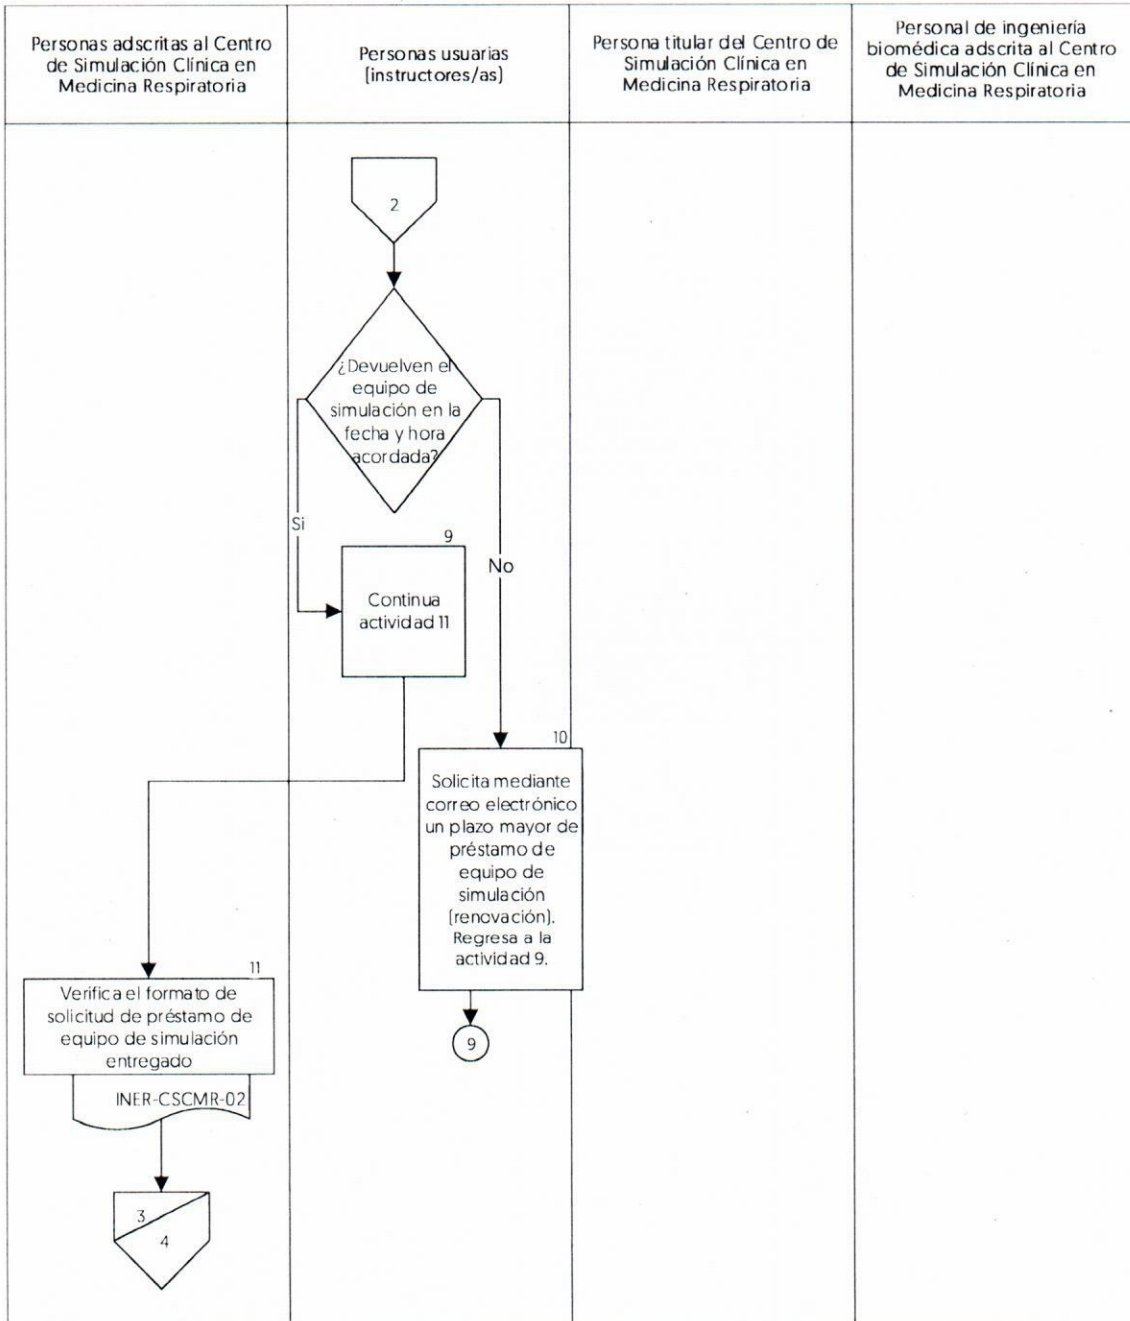 Personas adscritas al Centro
de Simulación Clínica en
Medicina Respiratoria
Personas usuarias
(instructores/as)
Persona titular del Centro de
Simulación Clínica en
Medicina Respiratoria
Personal de ingeniería
biomédica adscrita al Centro
de Simulación Clínica en
Medicina Respiratoria
2
¿Devuelven el
equipo de
simulación en la
fecha y hora
acordada?
Si
No
9
Continua
actividad 11
10
Solicita mediante
correo electrónico
un plazo mayor de
préstamo de
equipo de
simulación
(renovación).
Regresa a la
actividad 9.
9
11
Verifica el formato de
solicitud de préstamo de
equipo de simulación
entregado
INER-CSCMR-02
3
4